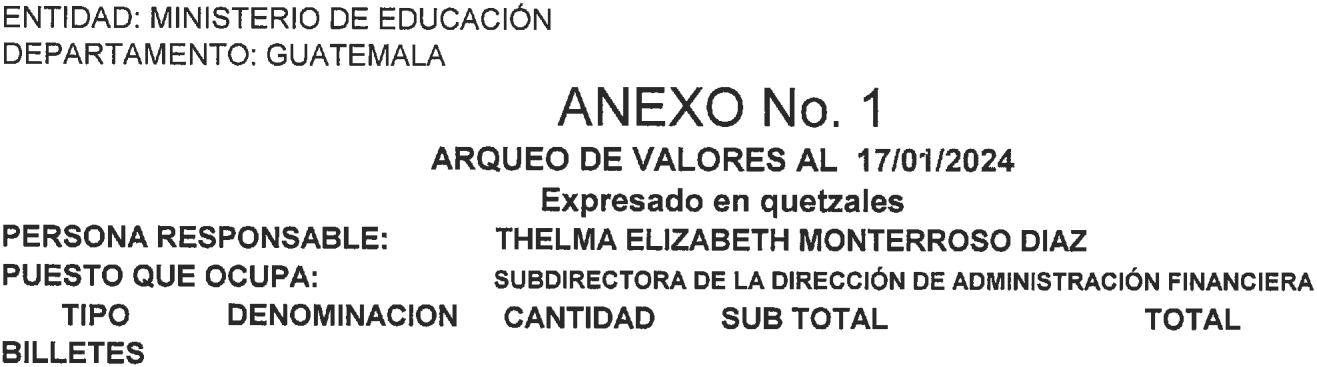 ENTIDAD: MINISTERIO DE EDUCACIÓN
DEPARTAMENTO: GUATEMALA
ANEXO No. 1
ARQUEO DE VALORES AL 17/01/2024
Expresado en quetzales
PERSONA RESPONSABLE: THELMA ELIZABETH MONTERROSO DIAZ
PUESTO QUE OCUPA: SUBDIRECTORA DE LA DIRECCIÓN DE ADMINISTRACIÓN FINANCIERA
TIPO DENOMINACION CANTIDAD SUB TOTAL TOTAL
BILLETES